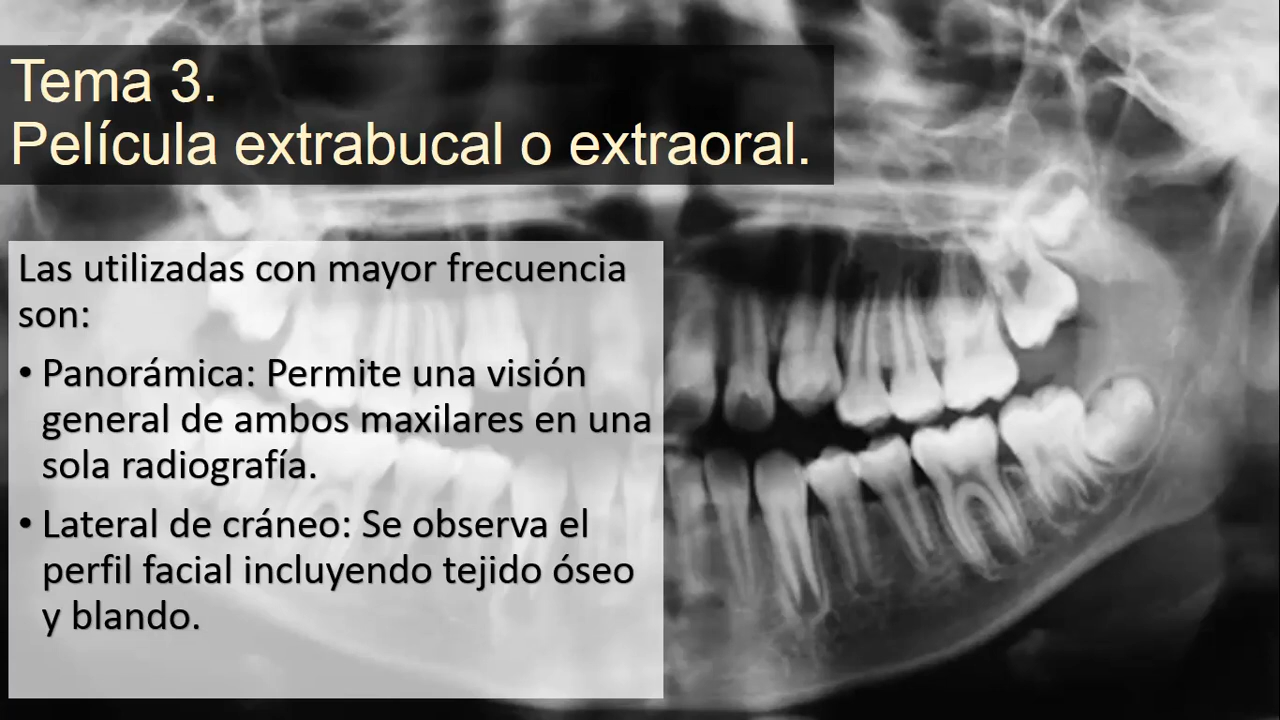 Tema 3.
Película extrabucal o extraoral.
Las utilizadas con mayor frecuencia
son:
• Panorámica: Permite una visión
general de ambos maxilares en una
sola radiografía.
• Lateral de cráneo: Se observa el
perfil facial incluyendo tejido óseo
y blando.